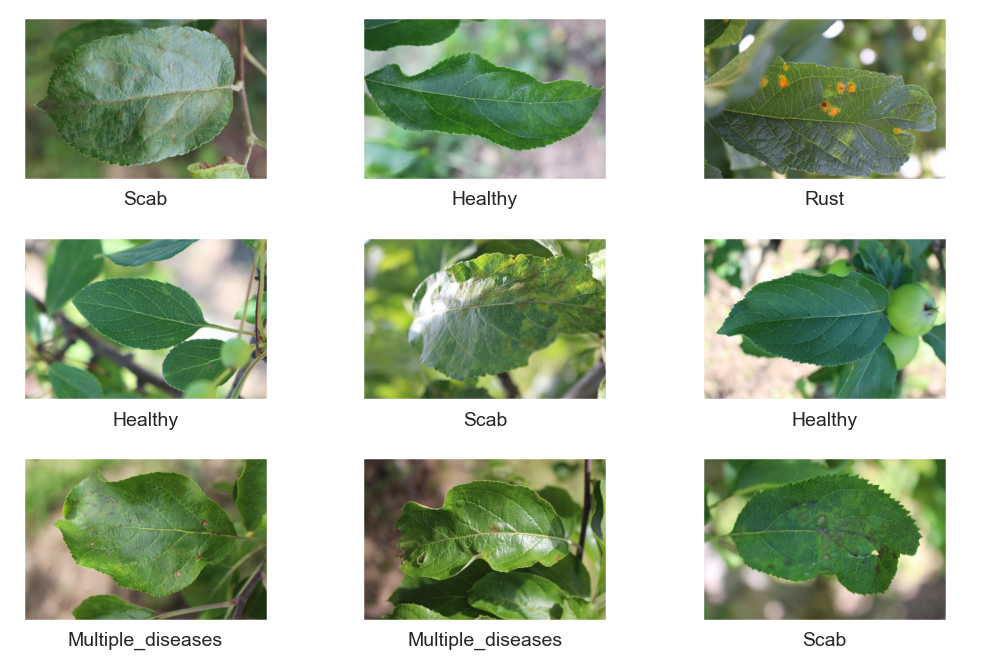 Scab
Healthy
Rust
Healthy
Scab
Healthy
Multiple_diseases
Multiple_diseases
Scab